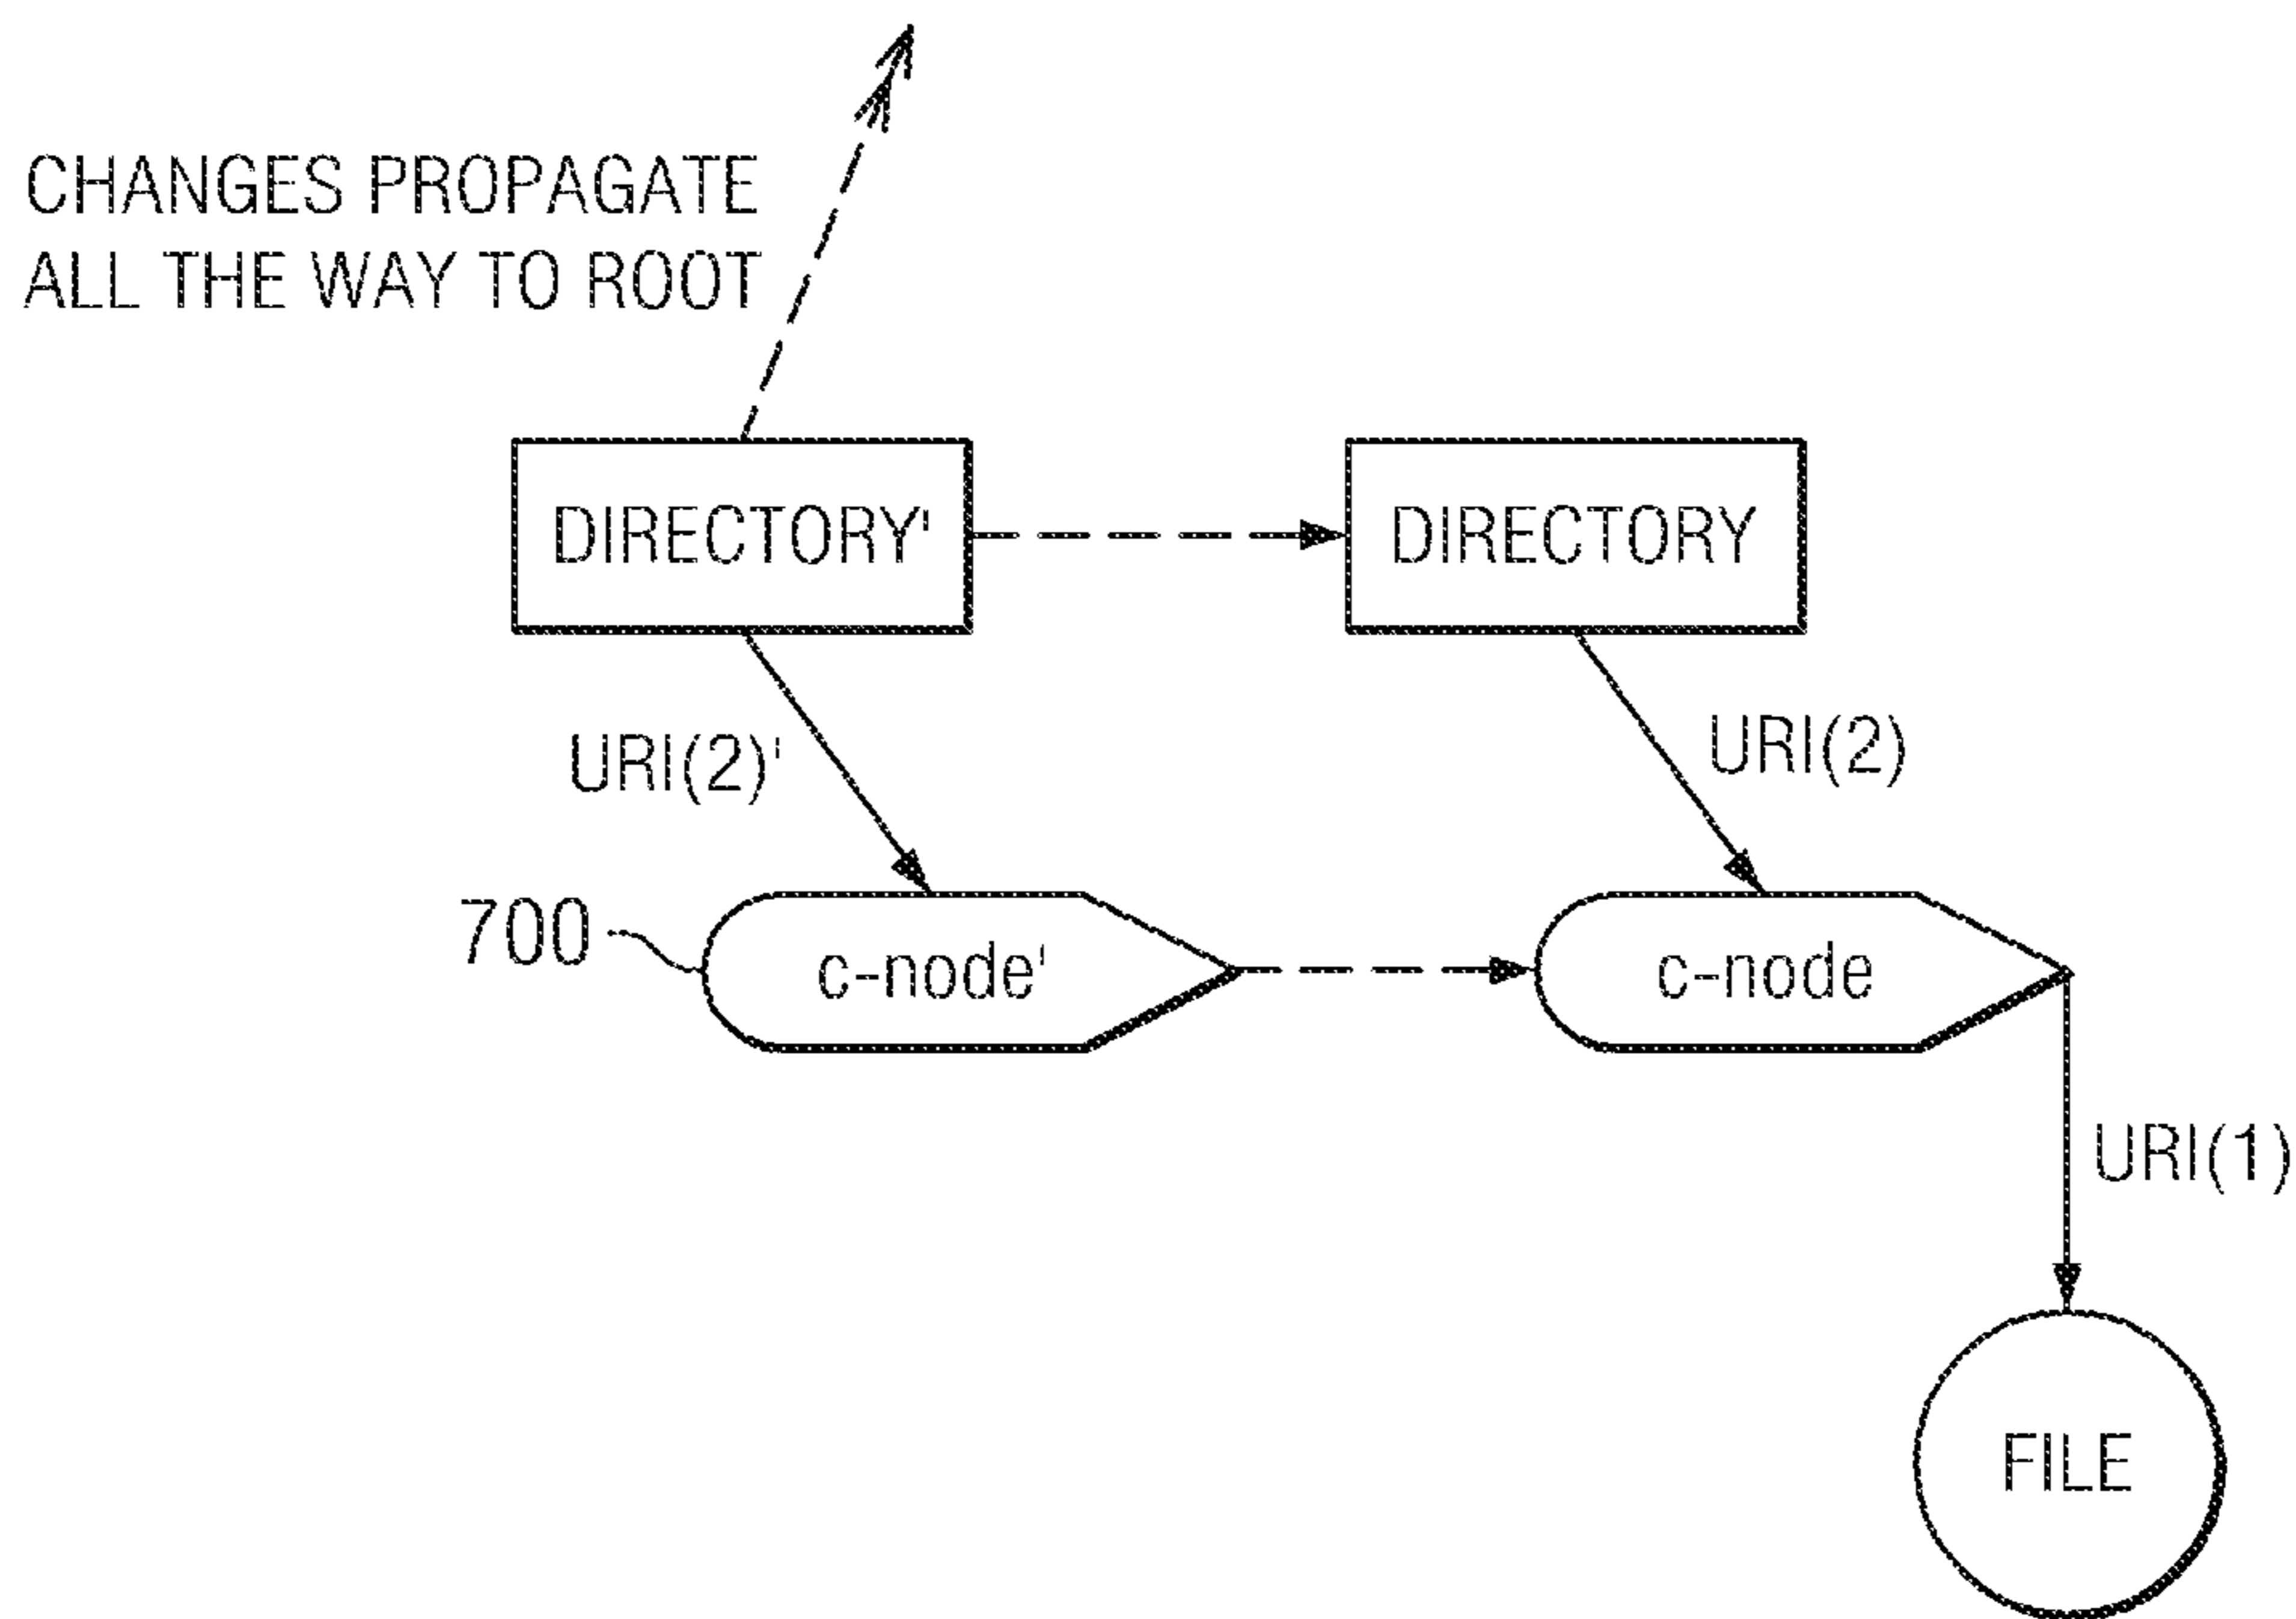 CHANGES PROPAGATE
ALL THE WAY TO ROOT
DIRECTORY'
DIRECTORY
URI(2)'
URI(2)
700
c-node'
c-node
URI(1)
FILE